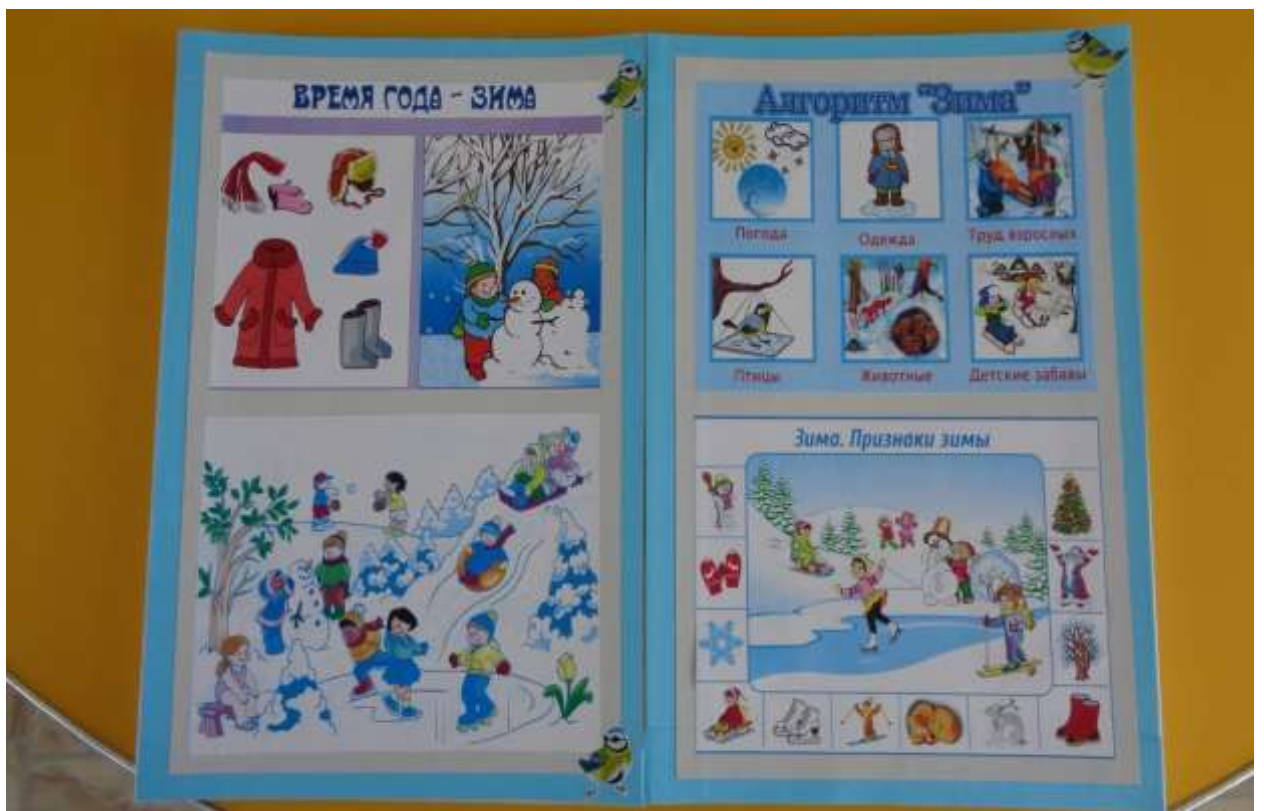 ВРЕМЯ ГОДА - ЗИМА
Алгоритм "Зима"
Погода
Одежда
Труд взрослых
Птицы
Животные
Детские забавы
Зима. Признаки зимы